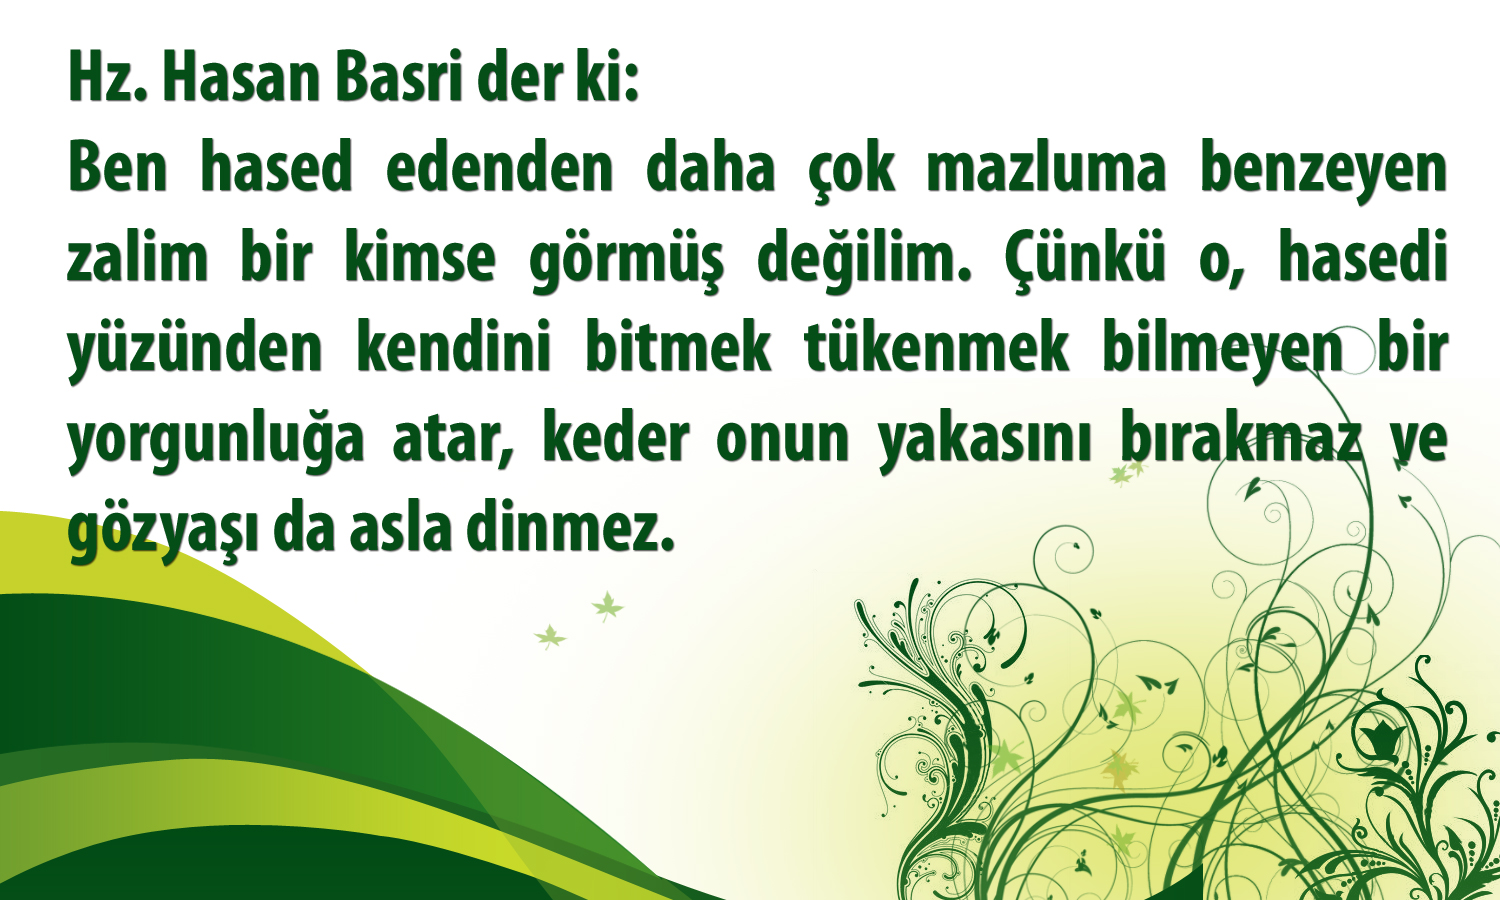 Hz. Hasan Basri der ki:
Ben hased edenden daha çok mazluma benzeyen
zalim bir kimse görmüş değilim. Çünkü o, hasedi
yüzünden kendini bitmek tükenmek bilmeyen bir
yorgunluğa atar, keder onun yakasını bırakmaz ve
gözyaşı da asla dinmez.